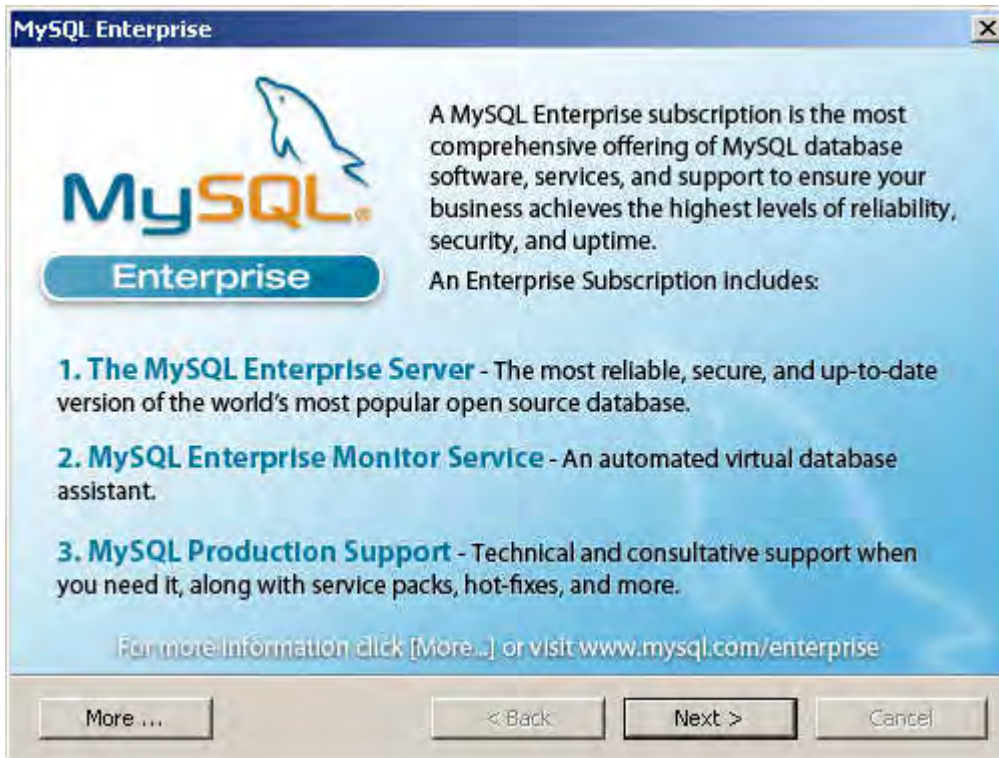 MySQL Enterprise
MySQL®
Enterprise
A MySQL Enterprise subscription is the most
comprehensive offering of MySQL database
software, services, and support to ensure your
business achieves the highest levels of reliability,
security, and uptime.
An Enterprise Subscription includes:
1. The MySQL Enterprise Server - The most reliable, secure, and up-to-date
version of the world's most popular open source database.
2. MySQL Enterprise Monitor Service - An automated virtual database
assistant.
3. MySQL Production Support - Technical and consultative support when
you need it, along with service packs, hot-fixes, and more.
For more information click [More...] or visit www.mysql.com/enterprise
More ...
< Back
Next >
Cancel